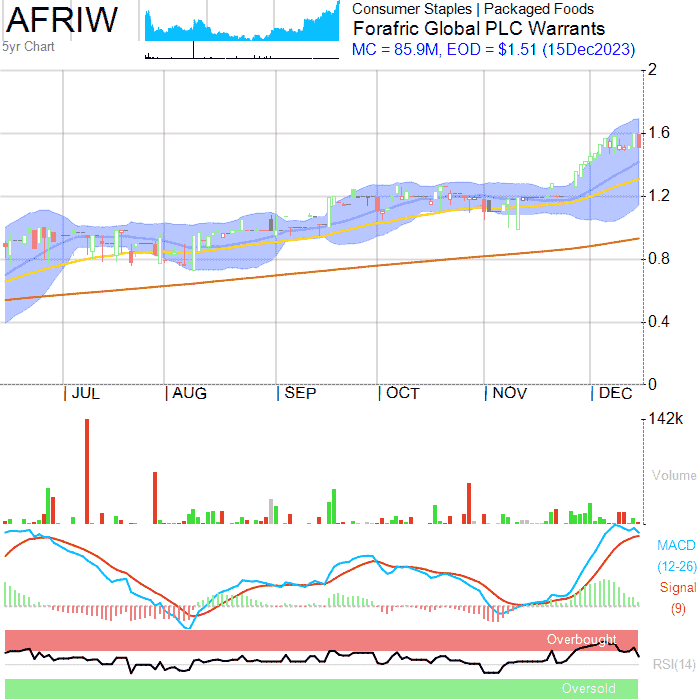 AFRIW
5yr Chart
Consumer Staples | Packaged Foods
Forafric Global PLC Warrants
MC = 85.9M, EOD = $1.51 (15Dec2023)
2
1.6
1.2
0.8
0.4
0
JUL AUG SEP OCT NOV DEC
142k
Volume
MACD
(12-26)
Signal
(9)
Overbought
RSI(14)
Oversold